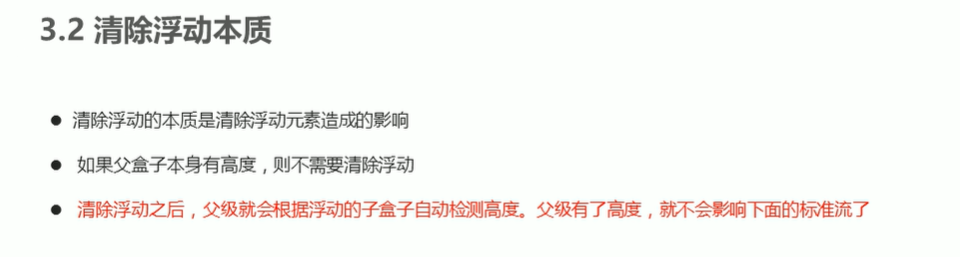 3.2 清除浮动本质
● 清除浮动的本质是清除浮动元素造成的影响
● 如果父盒子本身有高度，则不需要清除浮动
● 清除浮动之后，父级就会根据浮动的子盒子自动检测高度。父级有了高度，就不会影响下面的标准流了